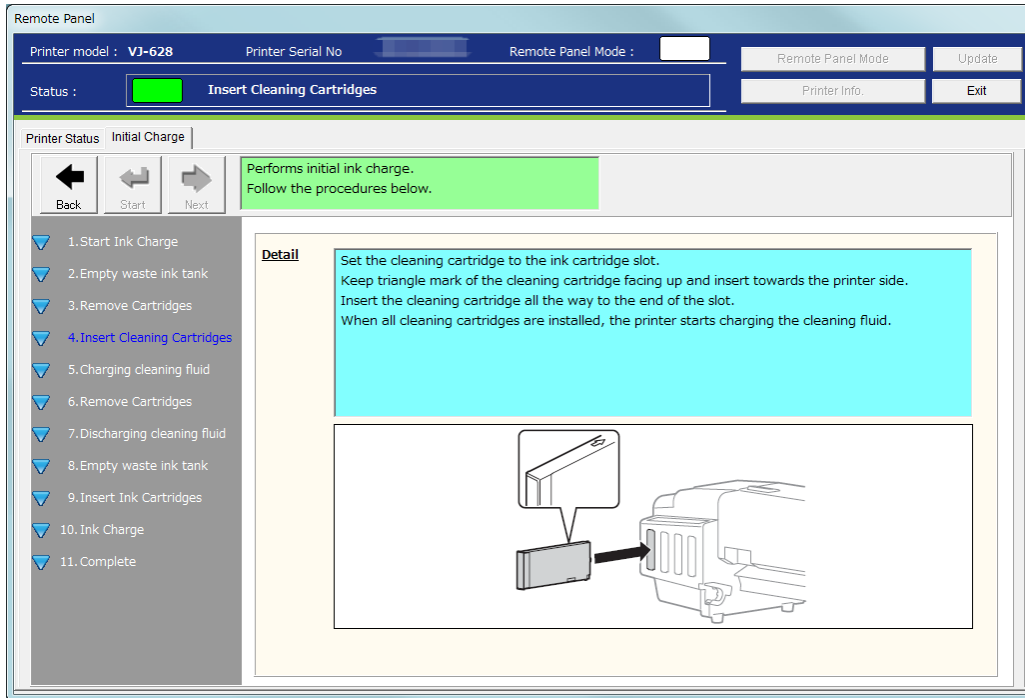 Remote Panel
Printer model : VJ-628 Printer Serial No Remote Panel Mode :
Remote Panel Mode Update
Status : Insert Cleaning Cartridges
Printer Info. Exit
Printer Status Initial Charge
Back Start Next
Performs initial ink charge.
Follow the procedures below.
1.Start Ink Charge
2.Empty waste ink tank
3.Remove Cartridges
4.Insert Cleaning Cartridges
5.Charging cleaning fluid
6.Remove Cartridges
7.Discharging cleaning fluid
8.Empty waste ink tank
9.Insert Ink Cartridges
10.Ink Charge
11.Complete
Detail
Set the cleaning cartridge to the ink cartridge slot.
Keep triangle mark of the cleaning cartridge facing up and insert towards the printer side.
Insert the cleaning cartridge all the way to the end of the slot.
When all cleaning cartridges are installed, the printer starts charging the cleaning fluid.